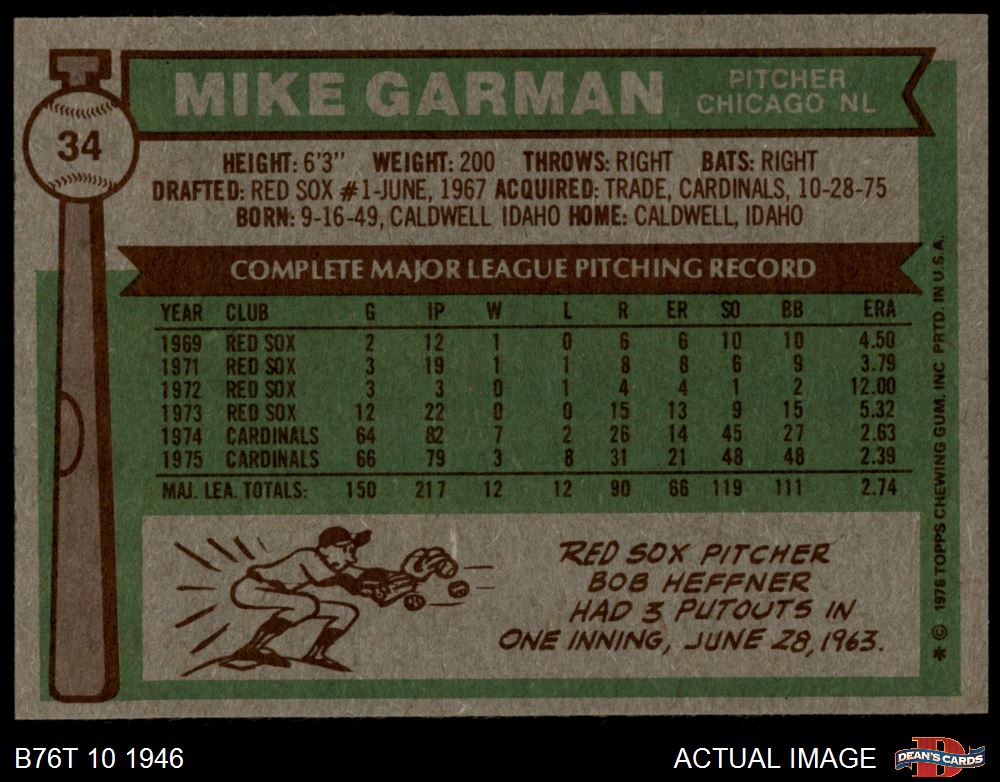 34
MIKE GARMAN
PITCHER
CHICAGO NL
HEIGHT: 6'3" WEIGHT: 200 THROWS: RIGHT BATS: RIGHT
DRAFTED: RED SOX #1-JUNE, 1967 ACQUIRED: TRADE, CARDINALS, 10-28-75
BORN: 9-16-49, CALDWELL IDAHO HOME: CALDWELL, IDAHO
COMPLETE MAJOR LEAGUE PITCHING RECORD
YEAR CLUB G IP W L R ER SO BB ERA
1969 RED SOX 2 12 1 0 6 6 10 10 4.50
1971 RED SOX 3 19 1 1 8 8 6 9 3.79
1972 RED SOX 3 3 0 1 4 4 1 2 12.00
1973 RED SOX 12 22 0 0 15 13 9 15 5.32
1974 CARDINALS 64 82 7 2 26 14 45 27 2.63
1975 CARDINALS 66 79 3 8 31 21 48 48 2.39
MAJ. LEA. TOTALS: 150 217 12 12 90 66 119 111 2.74
RED SOX PITCHER
BOB HEFFNER
HAD 3 PUTOUTS IN
ONE INNING, JUNE 28, 1963.
* © 1976 TOPPS CHEWING GUM, INC PRTD. IN U.S.A.
B76T 10 1946
ACTUAL IMAGE
D
DEAN'S CARDS